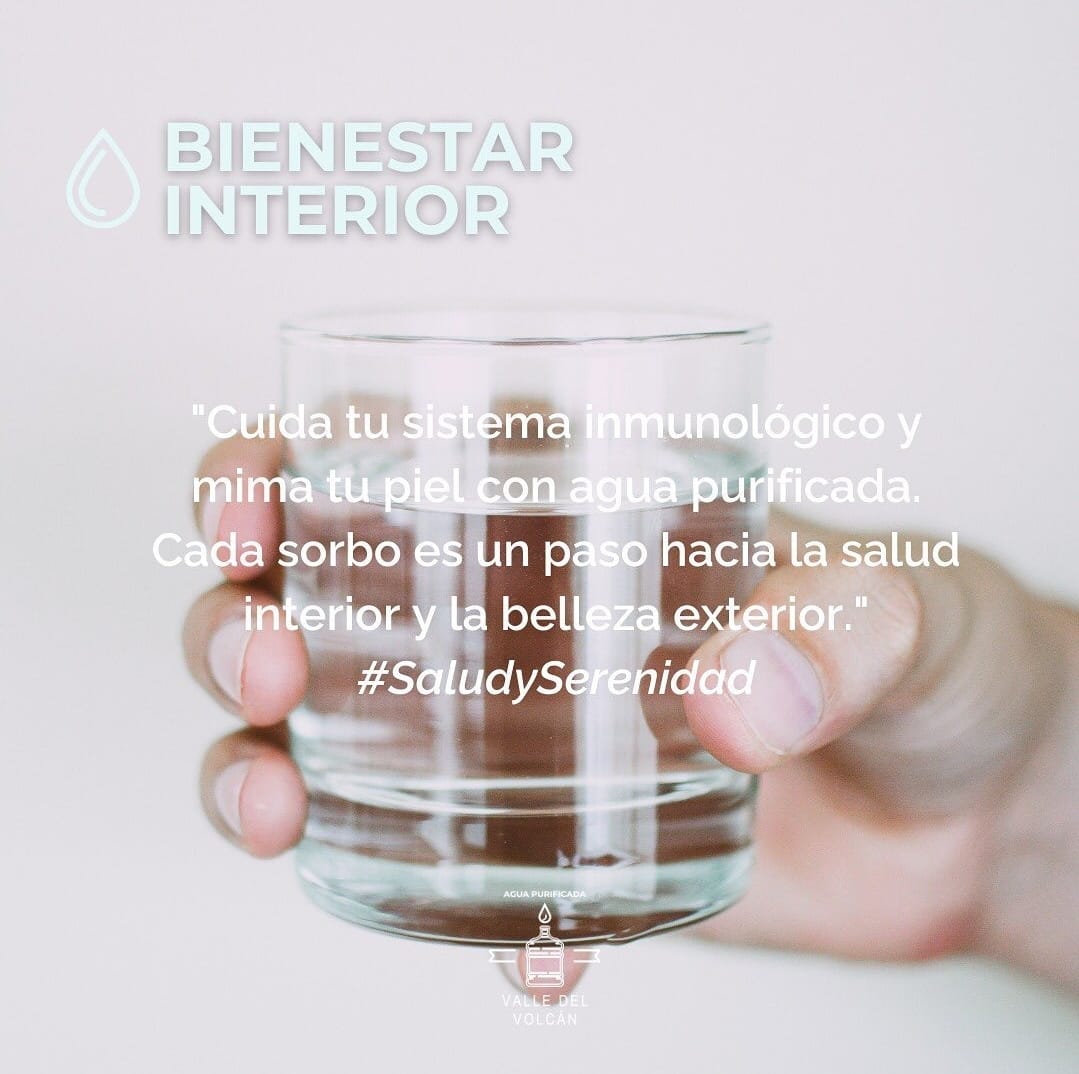 BIENESTAR
INTERIOR
"Cuida tu sistema inmunológico y
mima tu piel con agua purificada.
Cada sorbo es un paso hacia la salud
interior y la belleza exterior."
#SaludySerenidad
AGUA PURIFICADA
VALLE DEL
VOLCÁN